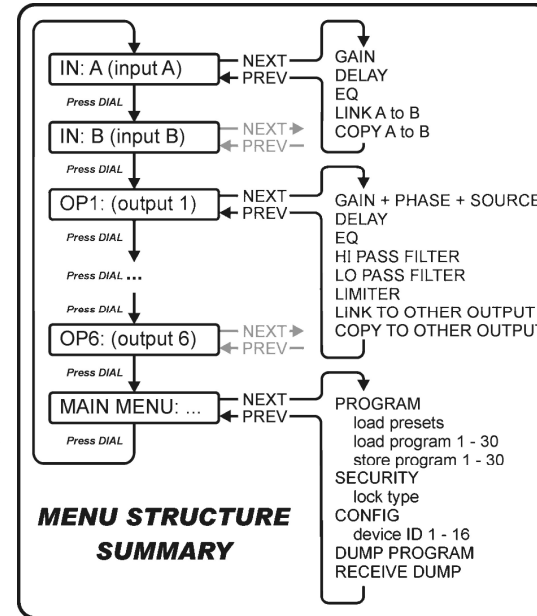 IN: A (input A)
NEXT
PREV
GAIN
DELAY
EQ
LINK A to B
COPY A to B
Press DIAL
IN: B (input B)
NEXT
PREV
Press DIAL
OP1: (output 1)
NEXT
PREV
GAIN + PHASE + SOURCE
DELAY
EQ
HI PASS FILTER
LO PASS FILTER
LIMITER
LINK TO OTHER OUTPUT
COPY TO OTHER OUTPUT
Press DIAL
Press DIAL ...
Press DIAL
OP6: (output 6)
NEXT
PREV
Press DIAL
MAIN MENU: ...
NEXT
PREV
PROGRAM
load presets
load program 1 - 30
store program 1 - 30
SECURITY
lock type
CONFIG
device ID 1 - 16
DUMP PROGRAM
RECEIVE DUMP
Press DIAL
MENU STRUCTURE
SUMMARY